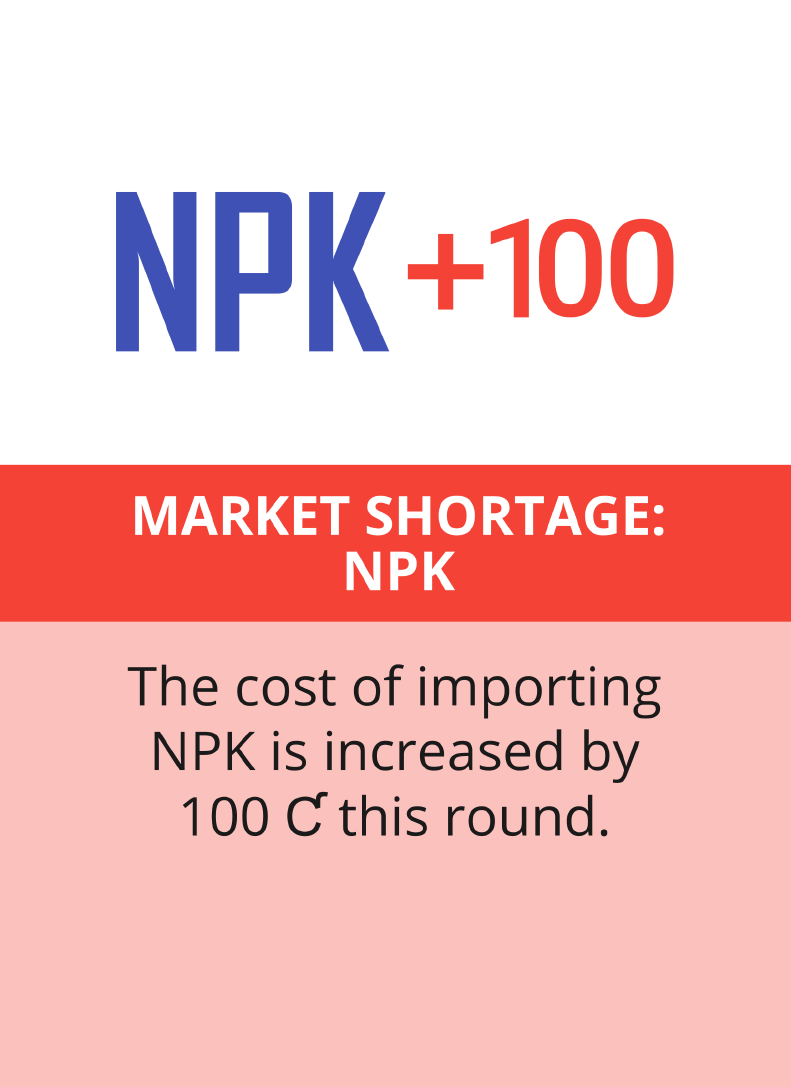 NPK +100
MARKET SHORTAGE:
NPK
The cost of importing
NPK is increased by
100 Ƈ this round.